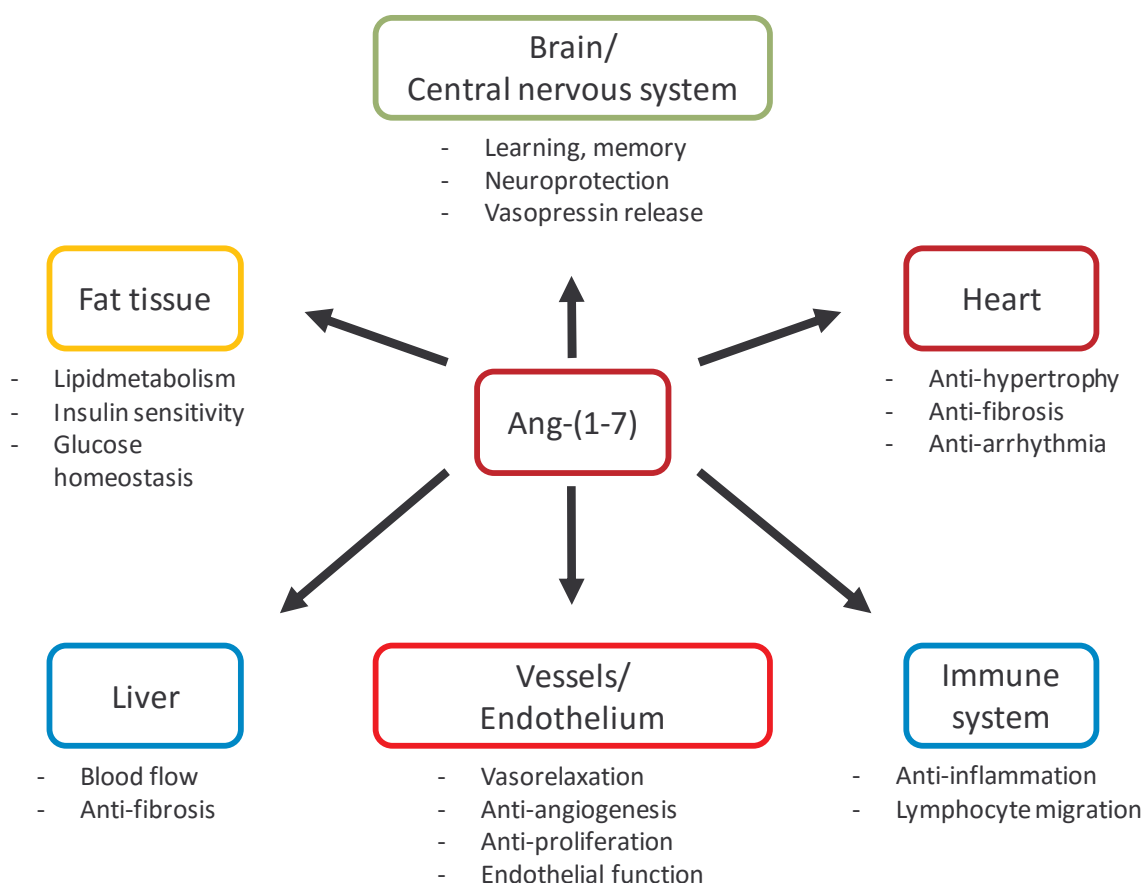 Brain/
Central nervous system
- Learning, memory
- Neuroprotection
- Vasopressin release
Fat tissue
- Lipidmetabolism
- Insulin sensitivity
- Glucose
homeostasis
Heart
- Anti-hypertrophy
- Anti-fibrosis
- Anti-arrhythmia
Ang-(1-7)
Liver
- Blood flow
- Anti-fibrosis
Vessels/
Endothelium
- Vasorelaxation
- Anti-angiogenesis
- Anti-proliferation
- Endothelial function
Immune
system
- Anti-inflammation
- Lymphocyte migration